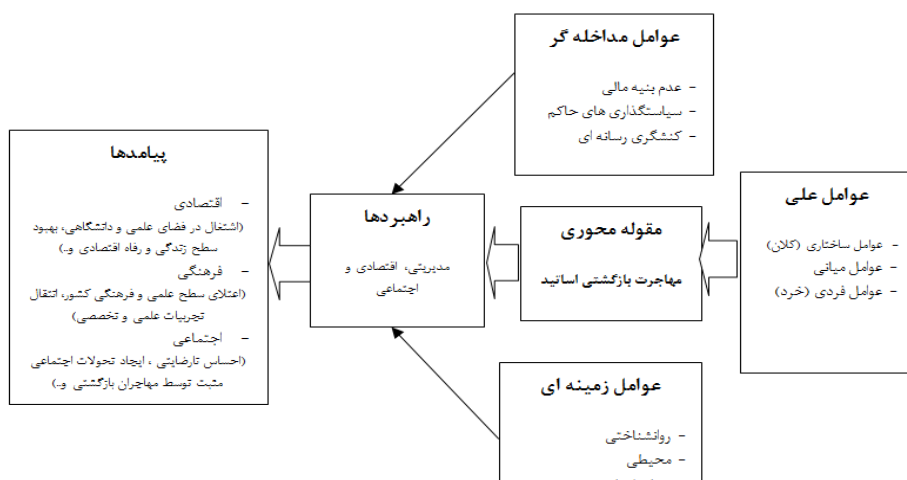 عوامل مداخله گر
- عدم بنیه مالی
- سیاستگذاری های حاکم
- کنشگری رسانه ای
عوامل علی
- عوامل ساختاری (کلان)
- عوامل میانی
- عوامل فردی (خرد)
مقوله محوری
مهاجرت بازگشتی اساتید
راهبردها
مدیریتی، اقتصادی و
اجتماعی
پیامدها
- اقتصادی
(اشتغال در فضای علمی و دانشگاهی، بهبود
سطح زندگی و رفاه اقتصادی و..)
- فرهنگی
(اعتلای سطح علمی و فرهنگی کشور، انتقال
تجربیات علمی و تخصصی)
- اجتماعی
(احساس نارضایتی ، ایجاد تحولات اجتماعی
مثبت توسط مهاجران بازگشتی و..)
عوامل زمینه ای
- روانشناختی
- محیطی